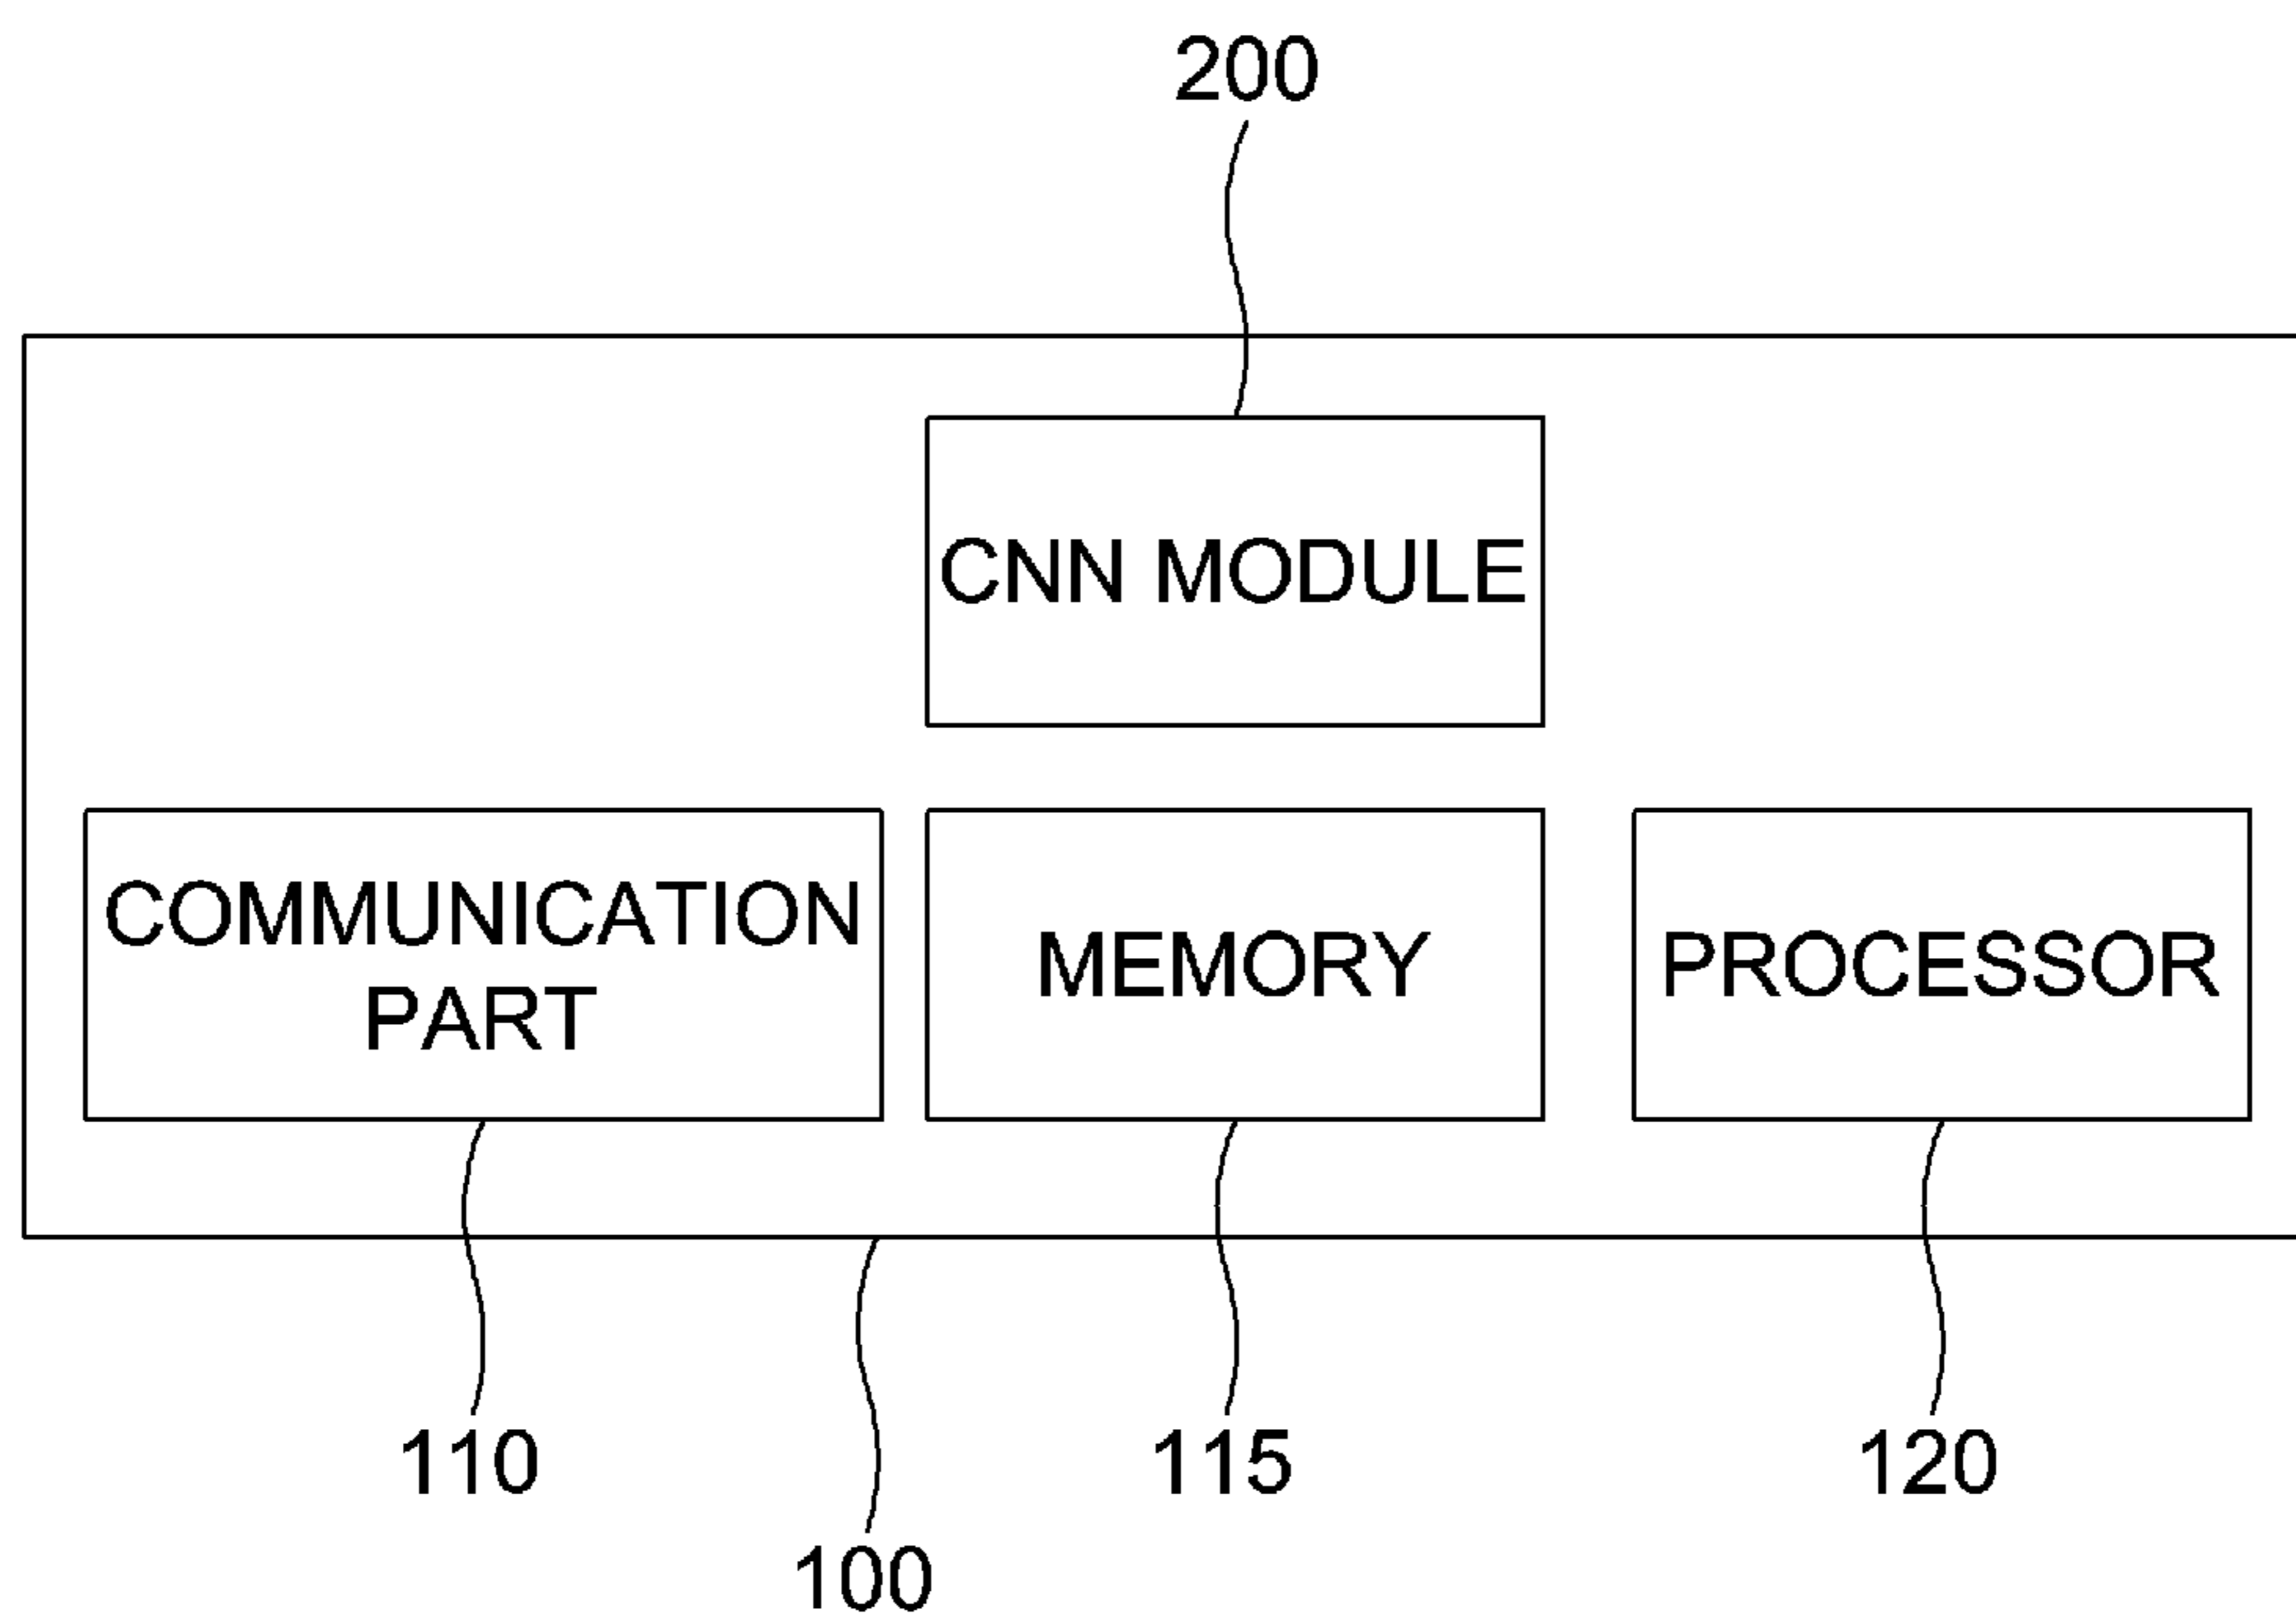 200
CNN MODULE
COMMUNICATION
PART
MEMORY
PROCESSOR
110
115
120
100